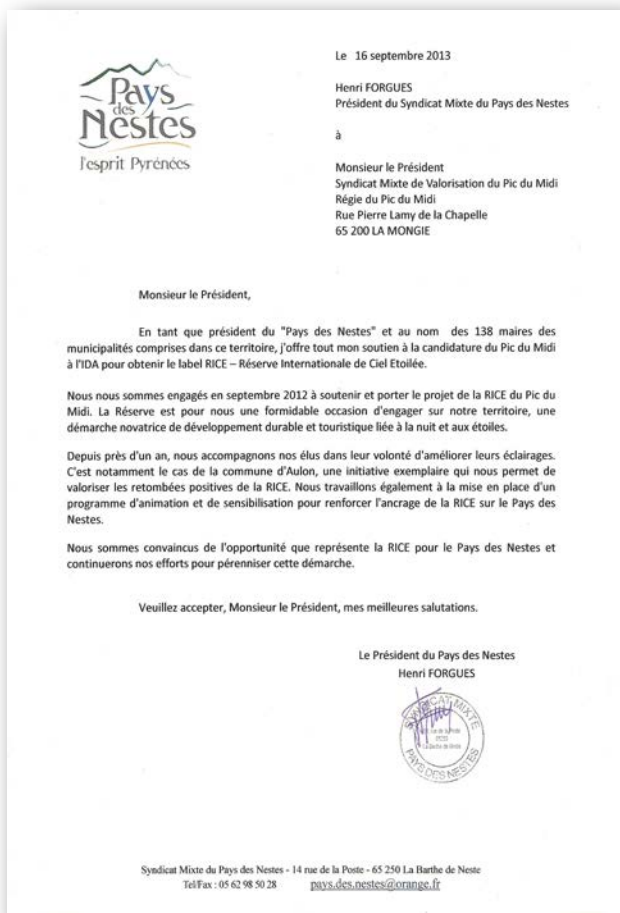 Pays
des
Nestes
l'esprit Pyrénées
Le 16 septembre 2013
Henri FORGUES
Président du Syndicat Mixte du Pays des Nestes
à
Monsieur le Président
Syndicat Mixte de Valorisation du Pic du Midi
Régie du Pic du Midi
Rue Pierre Lamy de la Chapelle
65 200 LA MONGIE
Monsieur le Président,
En tant que président du "Pays des Nestes" et au nom des 138 maires des
municipalités comprises dans ce territoire, j'offre tout mon soutien à la candidature du Pic du Midi
à l'IDA pour obtenir le label RICE – Réserve Internationale de Ciel Etoilée.
Nous nous sommes engagés en septembre 2012 à soutenir et porter le projet de la RICE du Pic du
Midi. La Réserve est pour nous une formidable occasion d'engager sur notre territoire, une
démarche novatrice de développement durable et touristique liée à la nuit et aux étoiles.
Depuis près d'un an, nous accompagnons nos élus dans leur volonté d'améliorer leurs éclairages.
C'est notamment le cas de la commune d'Aulon, une initiative exemplaire qui nous permet de
valoriser les retombées positives de la RICE. Nous travaillons également à la mise en place d'un
programme d'animation et de sensibilisation pour renforcer l'ancrage de la RICE sur le Pays des
Nestes.
Nous sommes convaincus de l'opportunité que représente la RICE pour le Pays des Nestes et
continuerons nos efforts pour pérenniser cette démarche.
Veuillez accepter, Monsieur le Président, mes meilleures salutations.
Le Président du Pays des Nestes
Henri FORGUES
SYNDICAT MIXTE
rue de la Poste
La Barthe de Neste
PAYS DES NESTES
Syndicat Mixte du Pays des Nestes - 14 rue de la Poste - 65 250 La Barthe de Neste
Tel/Fax : 05 62 98 50 28 pays.des.nestes@orange.fr